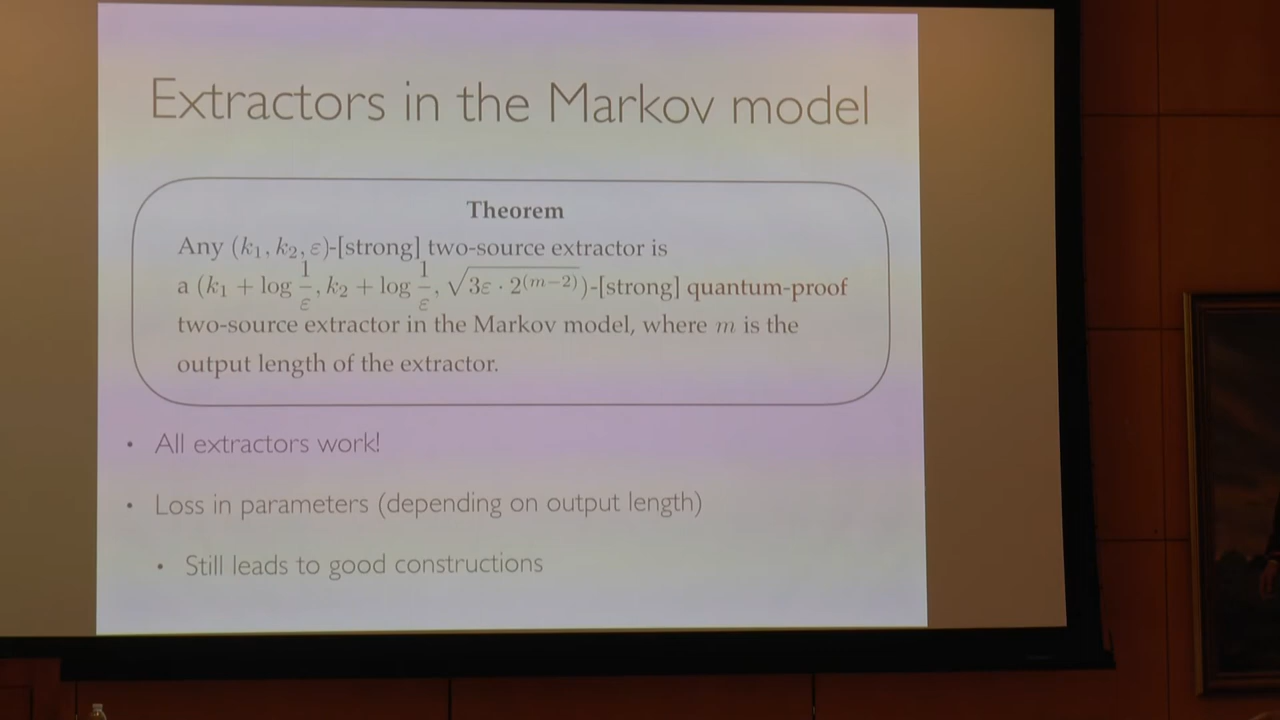 Extractors in the Markov model
Theorem
Any (k₁, k₂, ε)-[strong] two-source extractor is
a (k₁ + log 1/ε, k₂ + log 1/ε, √(3ε · 2^(m−2)))-[strong] quantum-proof
two-source extractor in the Markov model, where m is the
output length of the extractor.
• All extractors work!
• Loss in parameters (depending on output length)
• Still leads to good constructions